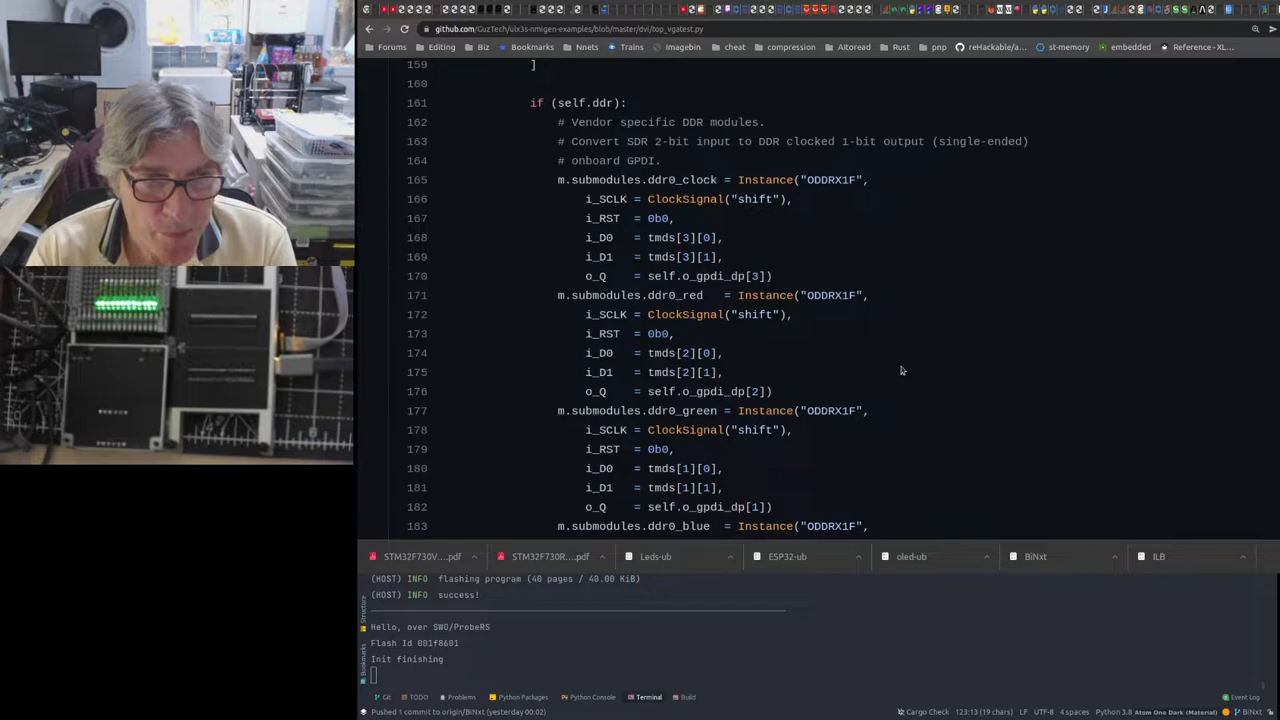 github.com/GuzTech/ulx3s-nmigen-examples/blob/master/dvi/top_vgatest.py
Forums Editing Biz Bookmarks Nnets Trains Imagebin cheat compression Aitoread Rust pnp eHackable/a... st-memory embedded Reference - XL...
159 ]
160
161 if (self.ddr):
162 # Vendor specific DDR modules.
163 # Convert SDR 2-bit input to DDR clocked 1-bit output (single-ended)
164 # onboard GPDI.
165 m.submodules.ddr0_clock = Instance("ODDRX1F",
166 i_SCLK = ClockSignal("shift"),
167 i_RST = 0b0,
168 i_D0 = tmds[3][0],
169 i_D1 = tmds[3][1],
170 o_Q = self.o_gpdi_dp[3])
171 m.submodules.ddr0_red = Instance("ODDRX1F",
172 i_SCLK = ClockSignal("shift"),
173 i_RST = 0b0,
174 i_D0 = tmds[2][0],
175 i_D1 = tmds[2][1],
176 o_Q = self.o_gpdi_dp[2])
177 m.submodules.ddr0_green = Instance("ODDRX1F",
178 i_SCLK = ClockSignal("shift"),
179 i_RST = 0b0,
180 i_D0 = tmds[1][0],
181 i_D1 = tmds[1][1],
182 o_Q = self.o_gpdi_dp[1])
183 m.submodules.ddr0_blue = Instance("ODDRX1F",
STM32F730V....pdf STM32F730R....pdf Leds-ub ESP32-ub oled-ub BiNxt ILB
(HOST) INFO flashing program (40 pages / 40.00 KiB)
(HOST) INFO success!
Hello, over SWO/ProbeRS
Flash Id 001f8601
Init finishing
Structure
Bookmarks
Git TODO Problems Python Packages Python Console Terminal Build Event Log
Pushed 1 commit to origin/BiNxt (yesterday 00:02) Cargo Check 123:13 (19 chars) LF UTF-8 4 spaces Python 3.8 Atom One Dark (Material) BiNxt